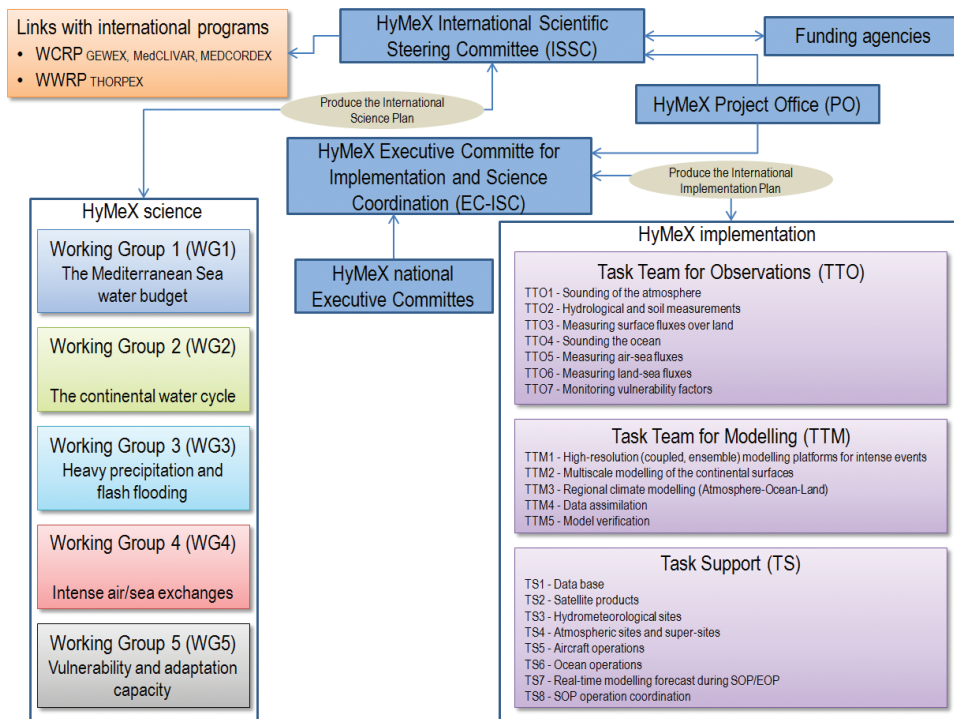 Links with international programs
• WCRP GEWEX, MedCLIVAR, MEDCORDEX
• WWRP THORPEX
HyMeX International Scientific
Steering Committee (ISSC)
Funding agencies
Produce the International
Science Plan
HyMeX Project Office (PO)
HyMeX Executive Committe for
Implementation and Science
Coordination (EC-ISC)
Produce the International
Implementation Plan
HyMeX national
Executive Committes
HyMeX science
Working Group 1 (WG1)
The Mediterranean Sea
water budget
Working Group 2 (WG2)
The continental water cycle
Working Group 3 (WG3)
Heavy precipitation and
flash flooding
Working Group 4 (WG4)
Intense air/sea exchanges
Working Group 5 (WG5)
Vulnerability and adaptation
capacity
HyMeX implementation
Task Team for Observations (TTO)
TTO1 - Sounding of the atmosphere
TTO2 - Hydrological and soil measurements
TTO3 - Measuring surface fluxes over land
TTO4 - Sounding the ocean
TTO5 - Measuring air-sea fluxes
TTO6 - Measuring land-sea fluxes
TTO7 - Monitoring vulnerability factors
Task Team for Modelling (TTM)
TTM1 - High-resolution (coupled, ensemble) modelling platforms for intense events
TTM2 - Multiscale modelling of the continental surfaces
TTM3 - Regional climate modelling (Atmosphere-Ocean-Land)
TTM4 - Data assimilation
TTM5 - Model verification
Task Support (TS)
TS1 - Data base
TS2 - Satellite products
TS3 - Hydrometeorological sites
TS4 - Atmospheric sites and super-sites
TS5 - Aircraft operations
TS6 - Ocean operations
TS7 - Real-time modelling forecast during SOP/EOP
TS8 - SOP operation coordination